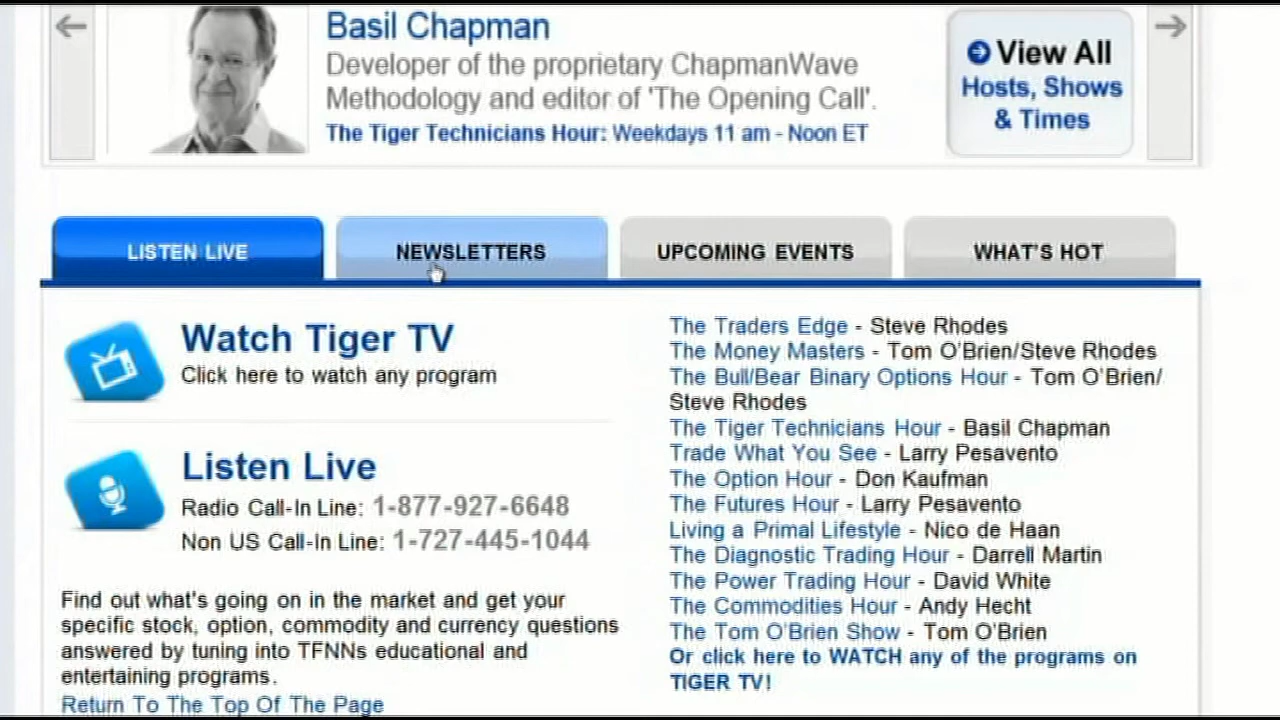 Basil Chapman
Developer of the proprietary ChapmanWave
Methodology and editor of 'The Opening Call'.
The Tiger Technicians Hour: Weekdays 11 am - Noon ET
View All
Hosts, Shows
& Times
LISTEN LIVE
NEWSLETTERS
UPCOMING EVENTS
WHAT'S HOT
Watch Tiger TV
Click here to watch any program
Listen Live
Radio Call-In Line: 1-877-927-6648
Non US Call-In Line: 1-727-445-1044
Find out what's going on in the market and get your
specific stock, option, commodity and currency questions
answered by tuning into TFNNs educational and
entertaining programs.
Return To The Top Of The Page
The Traders Edge - Steve Rhodes
The Money Masters - Tom O'Brien/Steve Rhodes
The Bull/Bear Binary Options Hour - Tom O'Brien/
Steve Rhodes
The Tiger Technicians Hour - Basil Chapman
Trade What You See - Larry Pesavento
The Option Hour - Don Kaufman
The Futures Hour - Larry Pesavento
Living a Primal Lifestyle - Nico de Haan
The Diagnostic Trading Hour - Darrell Martin
The Power Trading Hour - David White
The Commodities Hour - Andy Hecht
The Tom O'Brien Show - Tom O'Brien
Or click here to WATCH any of the programs on
TIGER TV!